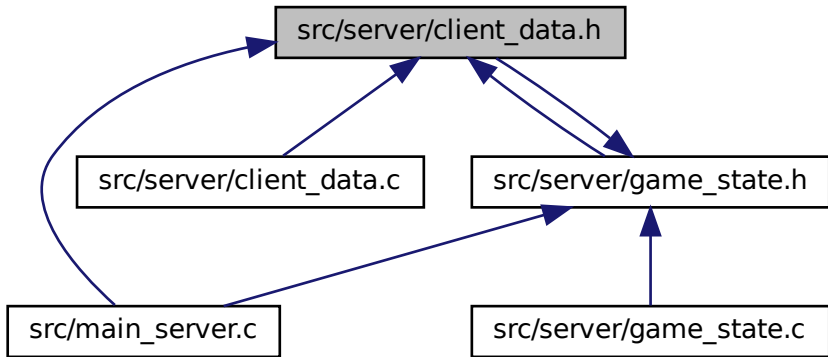 src/server/client_data.h
src/server/client_data.c
src/server/game_state.h
src/main_server.c
src/server/game_state.c